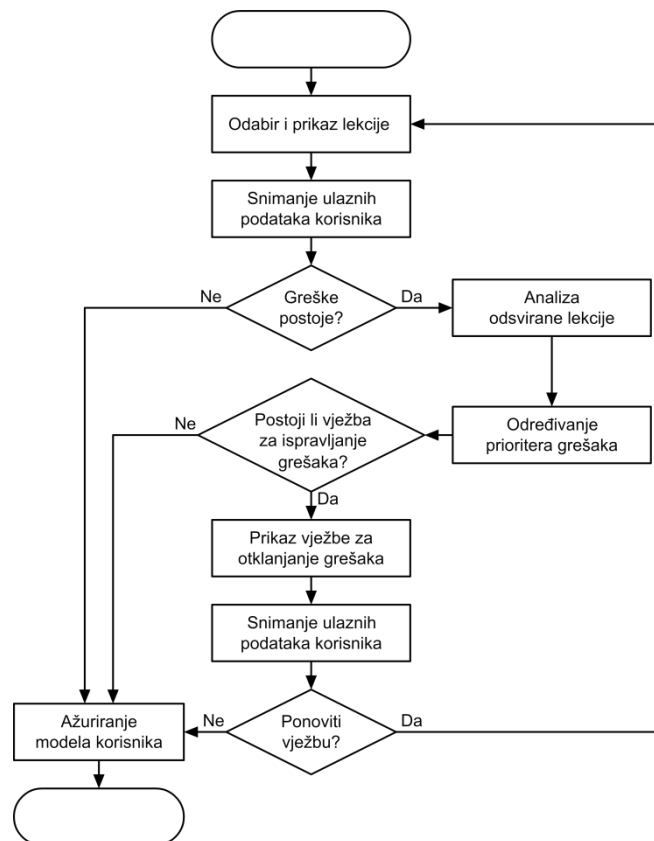 Odabir i prikaz lekcije
Snimanje ulaznih
podataka korisnika
Ne
Greške
postoje?
Da
Analiza
odsvirane lekcije
Ne
Postoji li vježba
za ispravljanje
grešaka?
Određivanje
prioritera grešaka
Da
Prikaz vježbe za
otklanjanje grešaka
Snimanje ulaznih
podataka korisnika
Ažuriranje
modela korisnika
Ne
Ponoviti
vježbu?
Da